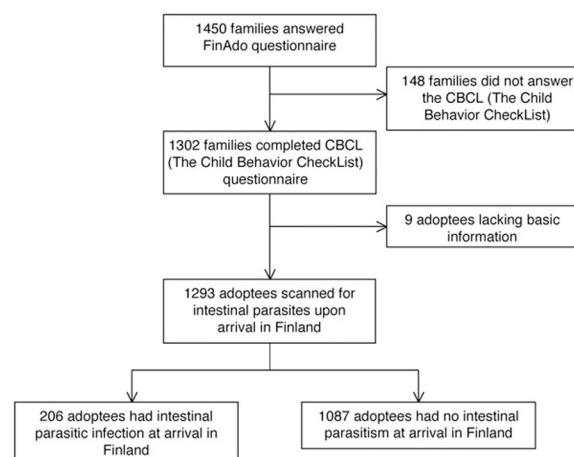 1450 families answered
FinAdo questionnaire
148 families did not answer
the CBCL (The Child
Behavior CheckList)
1302 families completed CBCL
(The Child Behavior CheckList)
questionnaire
9 adoptees lacking basic
information
1293 adoptees scanned for
intestinal parasites upon
arrival in Finland
206 adoptees had intestinal
parasitic infection at arrival in
Finland
1087 adoptees had no intestinal
parasitism at arrival in Finland